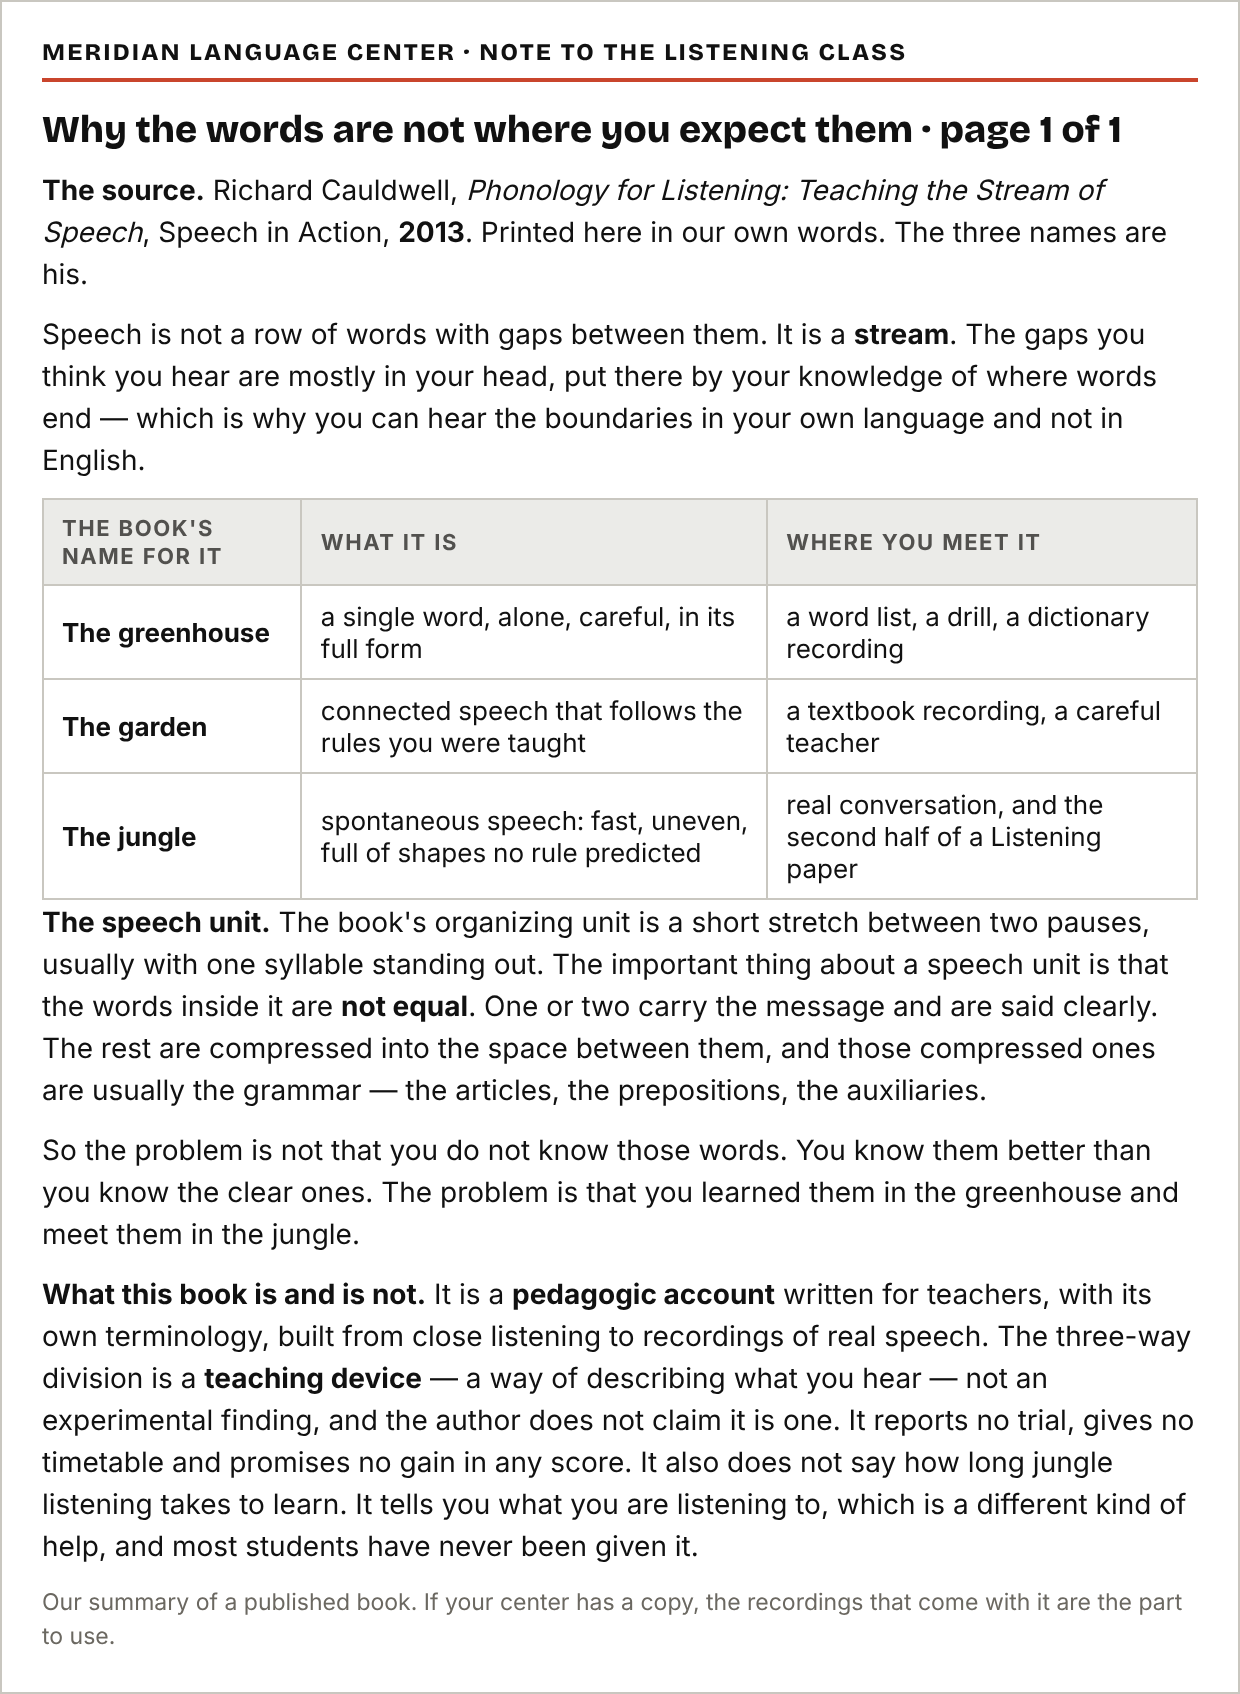 MERIDIAN LANGUAGE CENTER · NOTE TO THE LISTENING CLASS
Why the words are not where you expect them · page 1 of 1
The source. Richard Cauldwell, Phonology for Listening: Teaching the Stream of
Speech, Speech in Action, 2013. Printed here in our own words. The three names are
his.
Speech is not a row of words with gaps between them. It is a stream. The gaps you
think you hear are mostly in your head, put there by your knowledge of where words
end — which is why you can hear the boundaries in your own language and not in
English.
THE BOOK'S
NAME FOR IT
WHAT IT IS
WHERE YOU MEET IT
The greenhouse
a single word, alone, careful, in its
full form
a word list, a drill, a dictionary
recording
The garden
connected speech that follows the
rules you were taught
a textbook recording, a careful
teacher
The jungle
spontaneous speech: fast, uneven,
full of shapes no rule predicted
real conversation, and the
second half of a Listening
paper
The speech unit. The book's organizing unit is a short stretch between two pauses,
usually with one syllable standing out. The important thing about a speech unit is that
the words inside it are not equal. One or two carry the message and are said clearly.
The rest are compressed into the space between them, and those compressed ones
are usually the grammar — the articles, the prepositions, the auxiliaries.
So the problem is not that you do not know those words. You know them better than
you know the clear ones. The problem is that you learned them in the greenhouse and
meet them in the jungle.
What this book is and is not. It is a pedagogic account written for teachers, with its
own terminology, built from close listening to recordings of real speech. The three-way
division is a teaching device — a way of describing what you hear — not an
experimental finding, and the author does not claim it is one. It reports no trial, gives no
timetable and promises no gain in any score. It also does not say how long jungle
listening takes to learn. It tells you what you are listening to, which is a different kind of
help, and most students have never been given it.
Our summary of a published book. If your center has a copy, the recordings that come with it are the part
to use.